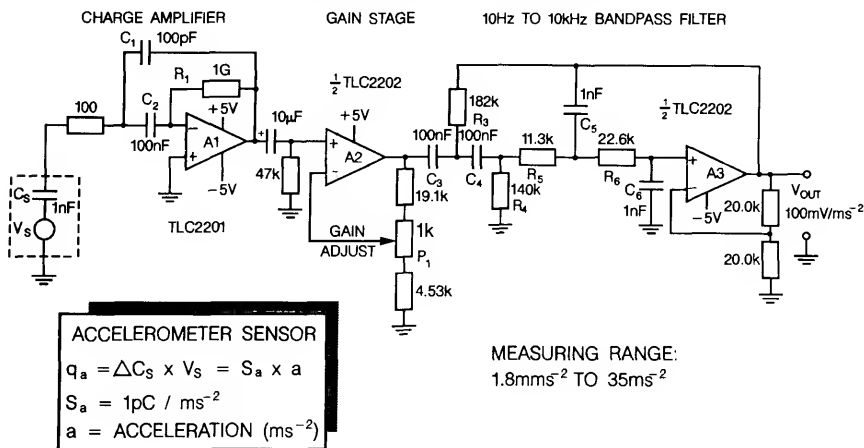 CHARGE AMPLIFIER
GAIN STAGE
10Hz TO 10kHz BANDPASS FILTER
C1
100pF
R1
1G
C2
100nF
100
+5V
A1
−5V
TLC2201
10μF
+
47k
½ TLC2202
+5V
A2
GAIN
ADJUST
19.1k
1k
P1
4.53k
100nF
C3
182k
R3
100nF
C4
140k
R4
11.3k
R5
1nF
C5
22.6k
R6
C6
1nF
½ TLC2202
A3
−5V
VOUT
100mV/ms⁻²
20.0k
20.0k
CS
1nF
VS
ACCELEROMETER SENSOR
qa = △CS x VS = Sa x a
Sa = 1pC / ms⁻²
a = ACCELERATION (ms⁻²)
MEASURING RANGE:
1.8mms⁻² TO 35ms⁻²